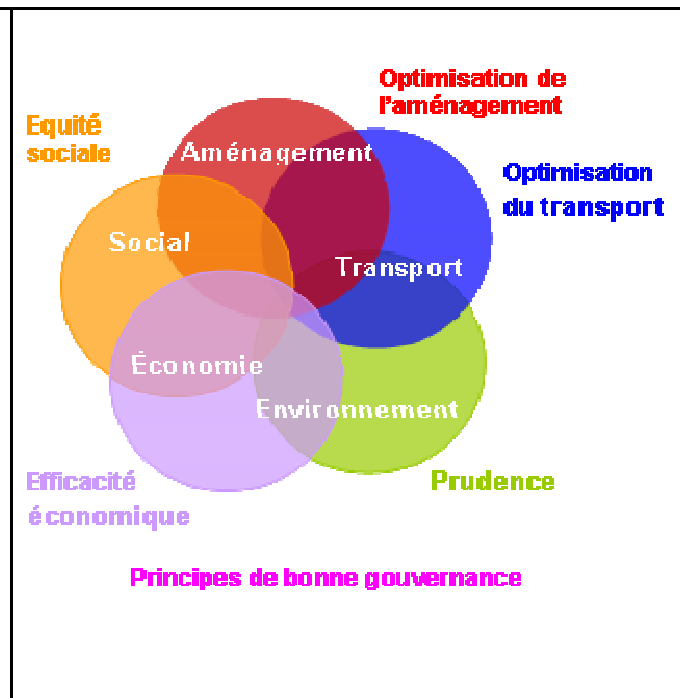 Optimisation de
l'aménagement
Equité
sociale
Aménagement
Optimisation
du transport
Social
Transport
Économie
Environnement
Efficacité
économique
Prudence
Principes de bonne gouvernance